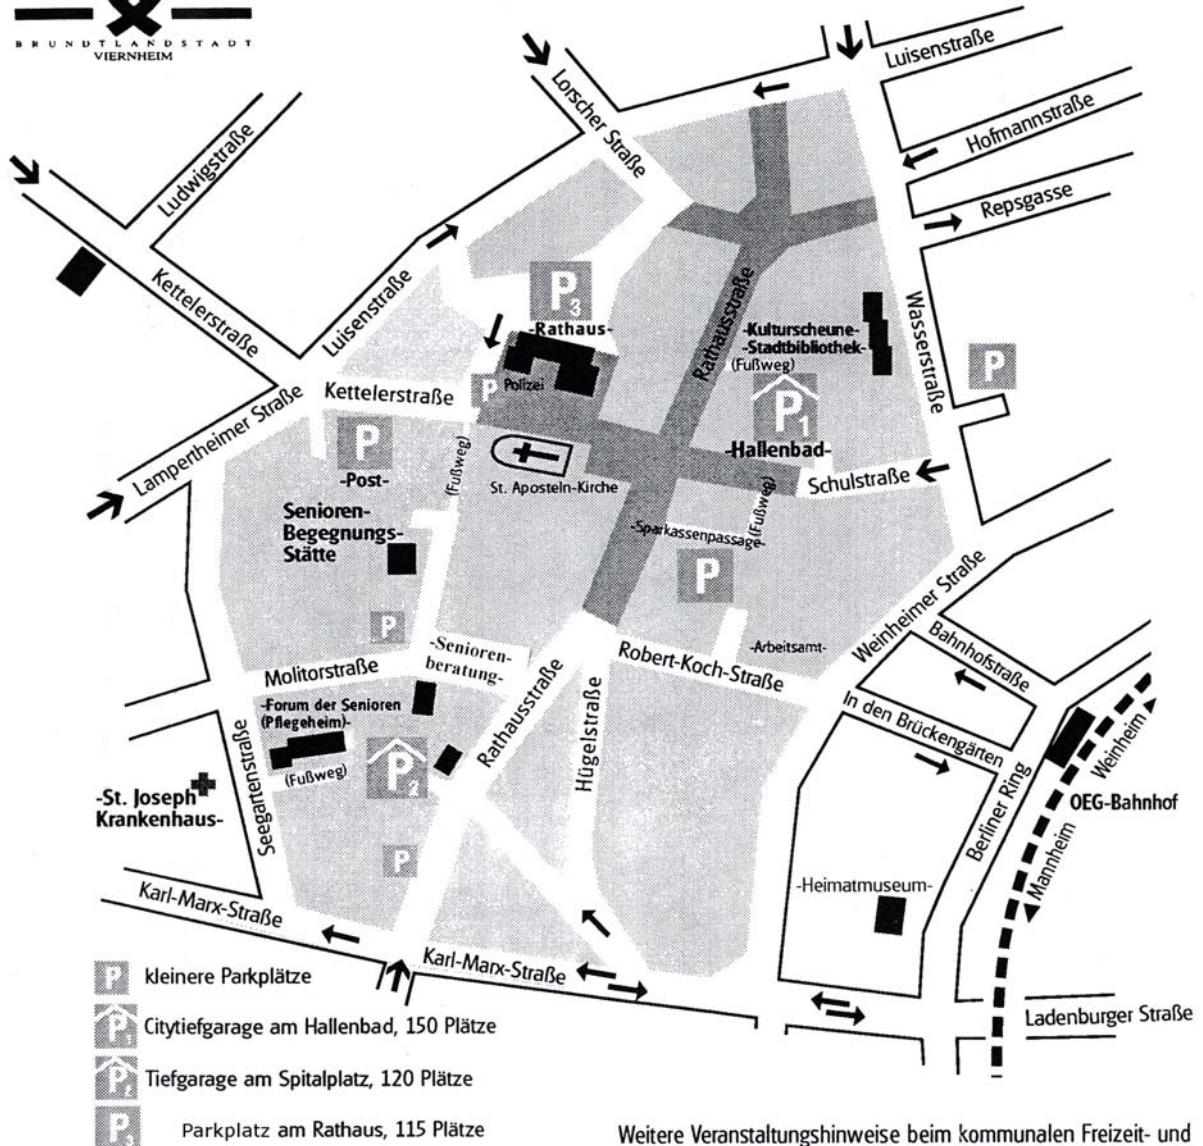 BRUNDTLANDSTADT
VIERNHEIM
Luisenstraße
Hofmannstraße
Repsgasse
Lorscher Straße
Ludwigstraße
Kettelerstraße
Luisenstraße
P3
-Rathaus-
Polizei
P
Rathausstraße
-Kulturscheune-
-Stadtbibliothek-
(Fußweg)
Wasserstraße
P
P1
-Hallenbad-
Kettelerstraße
Lampertheimer Straße
P
-Post-
(Fußweg)
St. Aposteln-Kirche
Schulstraße
(Fußweg)
-Sparkassenpassage-
P
Senioren-
Begegnungs-
Stätte
P
-Senioren-
beratung-
Molitorstraße
Robert-Koch-Straße
-Arbeitsamt-
Weinheimer Straße
Bahnhofstraße
In den Brückengärten
-Forum der Senioren
(Pflegeheim)-
(Fußweg)
P2
Rathausstraße
Hügelstraße
Seegartenstraße
-St. Joseph
Krankenhaus-
P
Berliner Ring
Weinheim
OEG-Bahnhof
Mannheim
-Heimatmuseum-
Karl-Marx-Straße
Karl-Marx-Straße
Ladenburger Straße
P kleinere Parkplätze
P1 Citytiefgarage am Hallenbad, 150 Plätze
P2 Tiefgarage am Spitalplatz, 120 Plätze
P3 Parkplatz am Rathaus, 115 Plätze
Weitere Veranstaltungshinweise beim kommunalen Freizeit- und